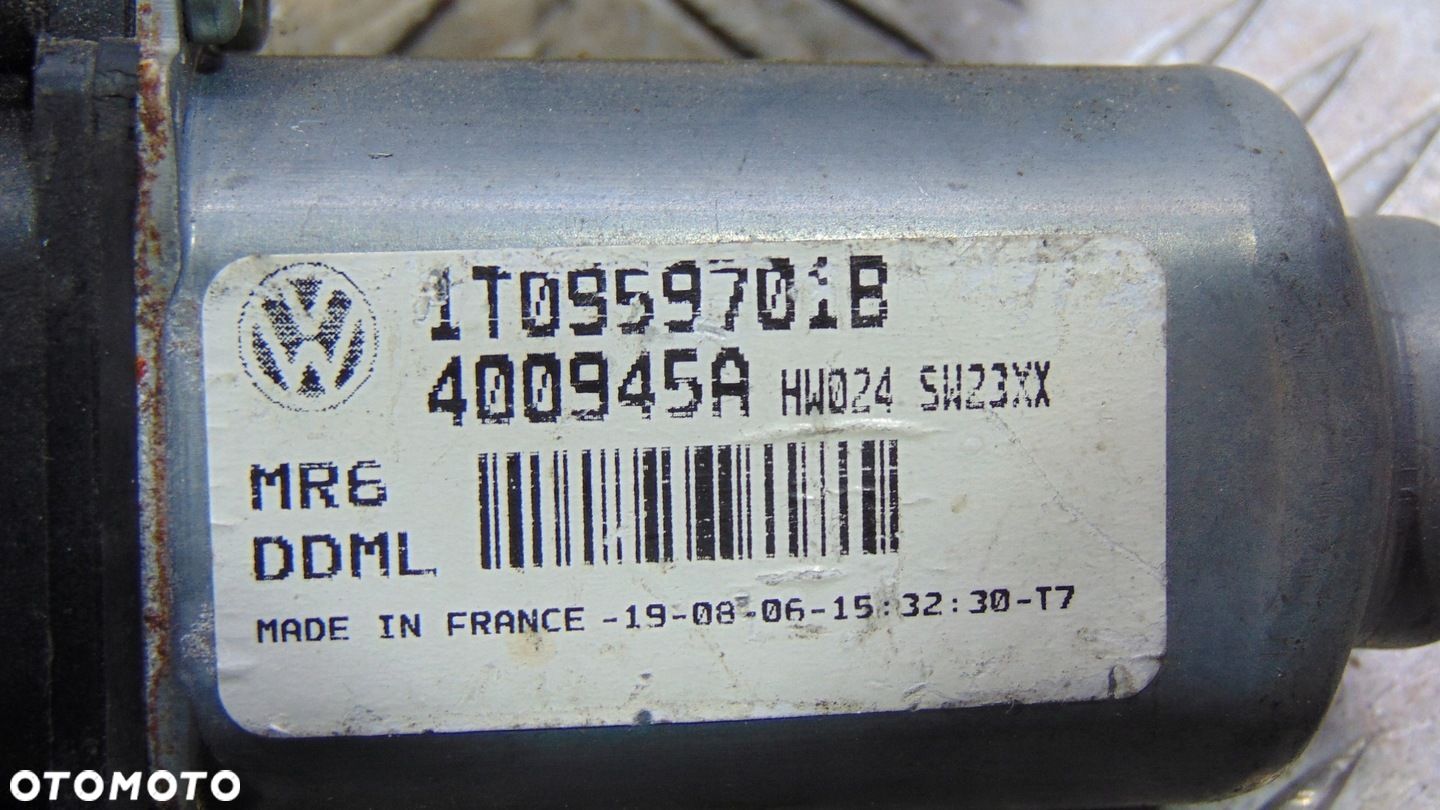 1T0959701B
400945A HW024 SW23XX
MR6
DDML
MADE IN FRANCE -19-08-06-15:32:30-T7
OTOMOTO